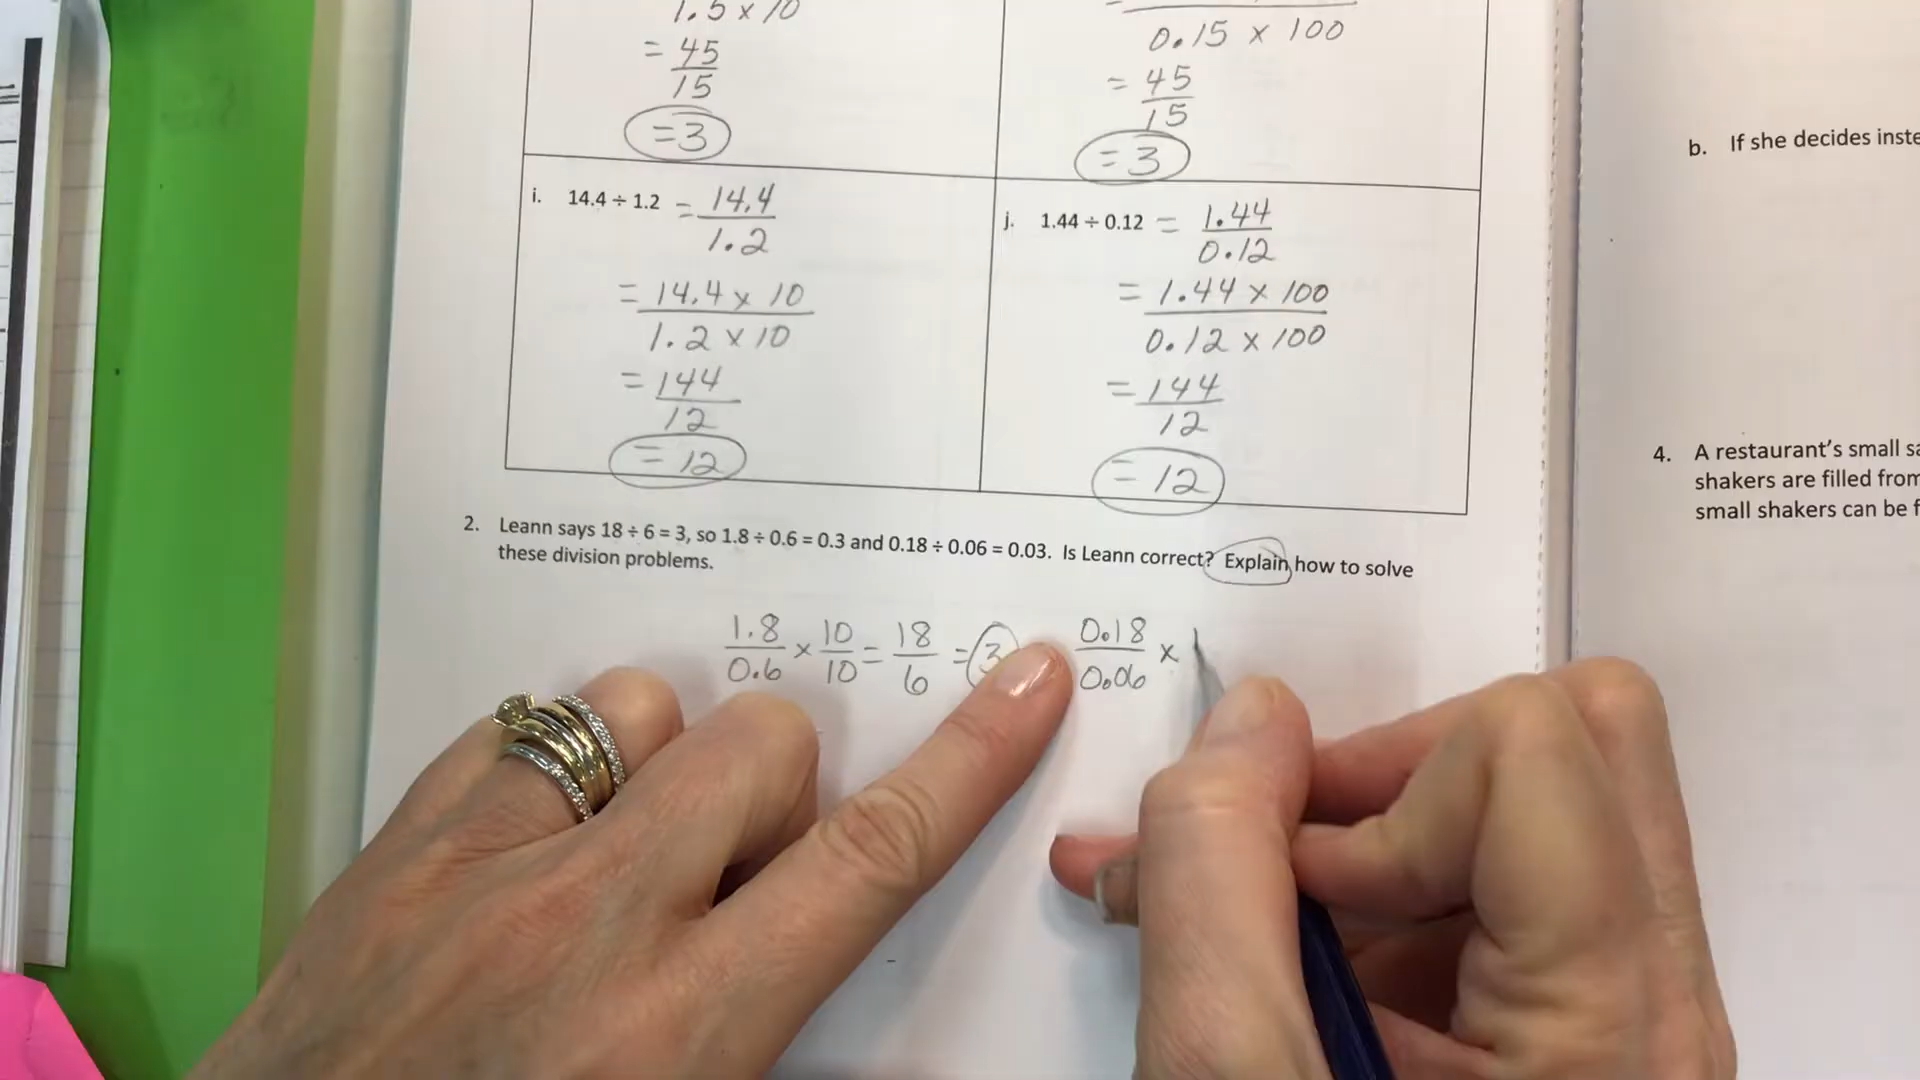 1.5 x 10
= 45
15
= 3
0.15 x 100
= 45
15
= 3
i. 14.4 ÷ 1.2 = 14.4
1.2
= 14.4 x 10
1.2 x 10
= 144
12
= 12
j. 1.44 ÷ 0.12 = 1.44
0.12
= 1.44 x 100
0.12 x 100
= 144
12
= 12
2. Leann says 18 ÷ 6 = 3, so 1.8 ÷ 0.6 = 0.3 and 0.18 ÷ 0.06 = 0.03. Is Leann correct? Explain how to solve
these division problems.
1.8 x 10 = 18 = 3
0.6 10 6
0.18 x 1
0.06
b. If she decides inste
4. A restaurant's small sa
shakers are filled from
small shakers can be f